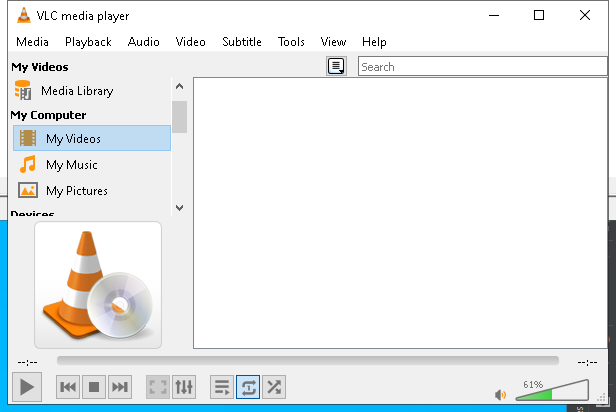 VLC media player
Media Playback Audio Video Subtitle Tools View Help
My Videos
Search
Media Library
My Computer
My Videos
My Music
My Pictures
Devices
--:-- --:--
61%